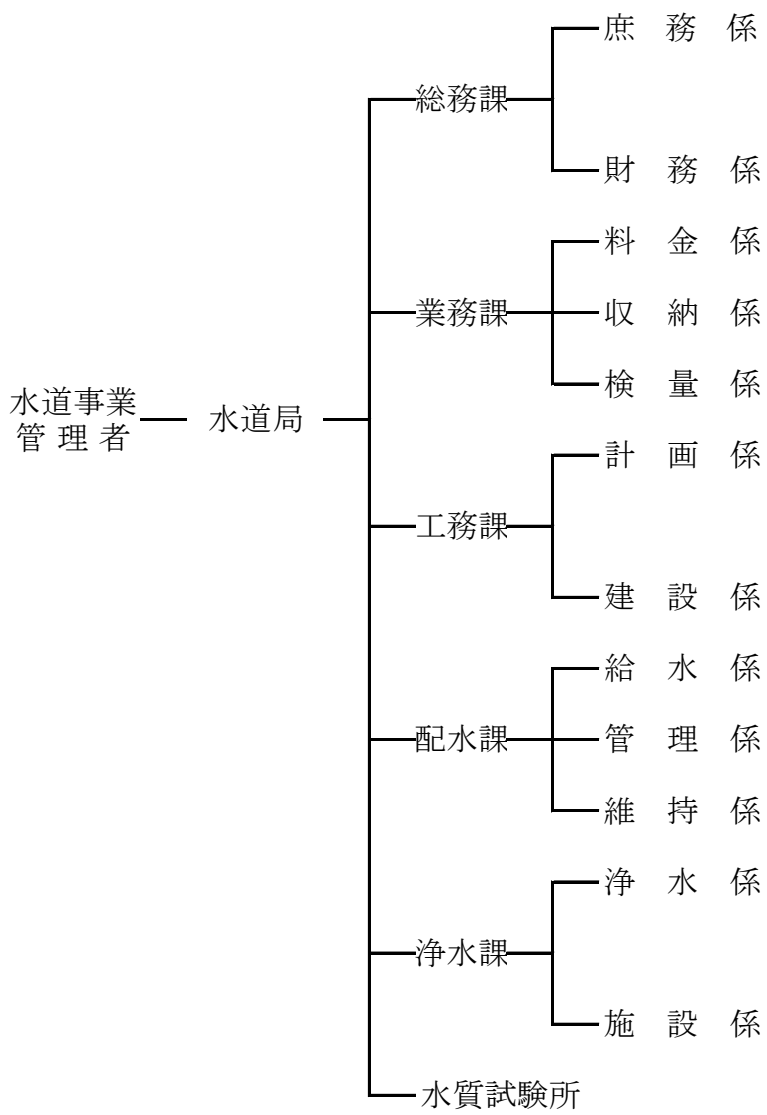 水道事業
管理者
水道局
総務課
庶務係
財務係
業務課
料金係
収納係
検量係
工務課
計画係
建設係
配水課
給水係
管理係
維持係
浄水課
浄水係
施設係
水質試験所